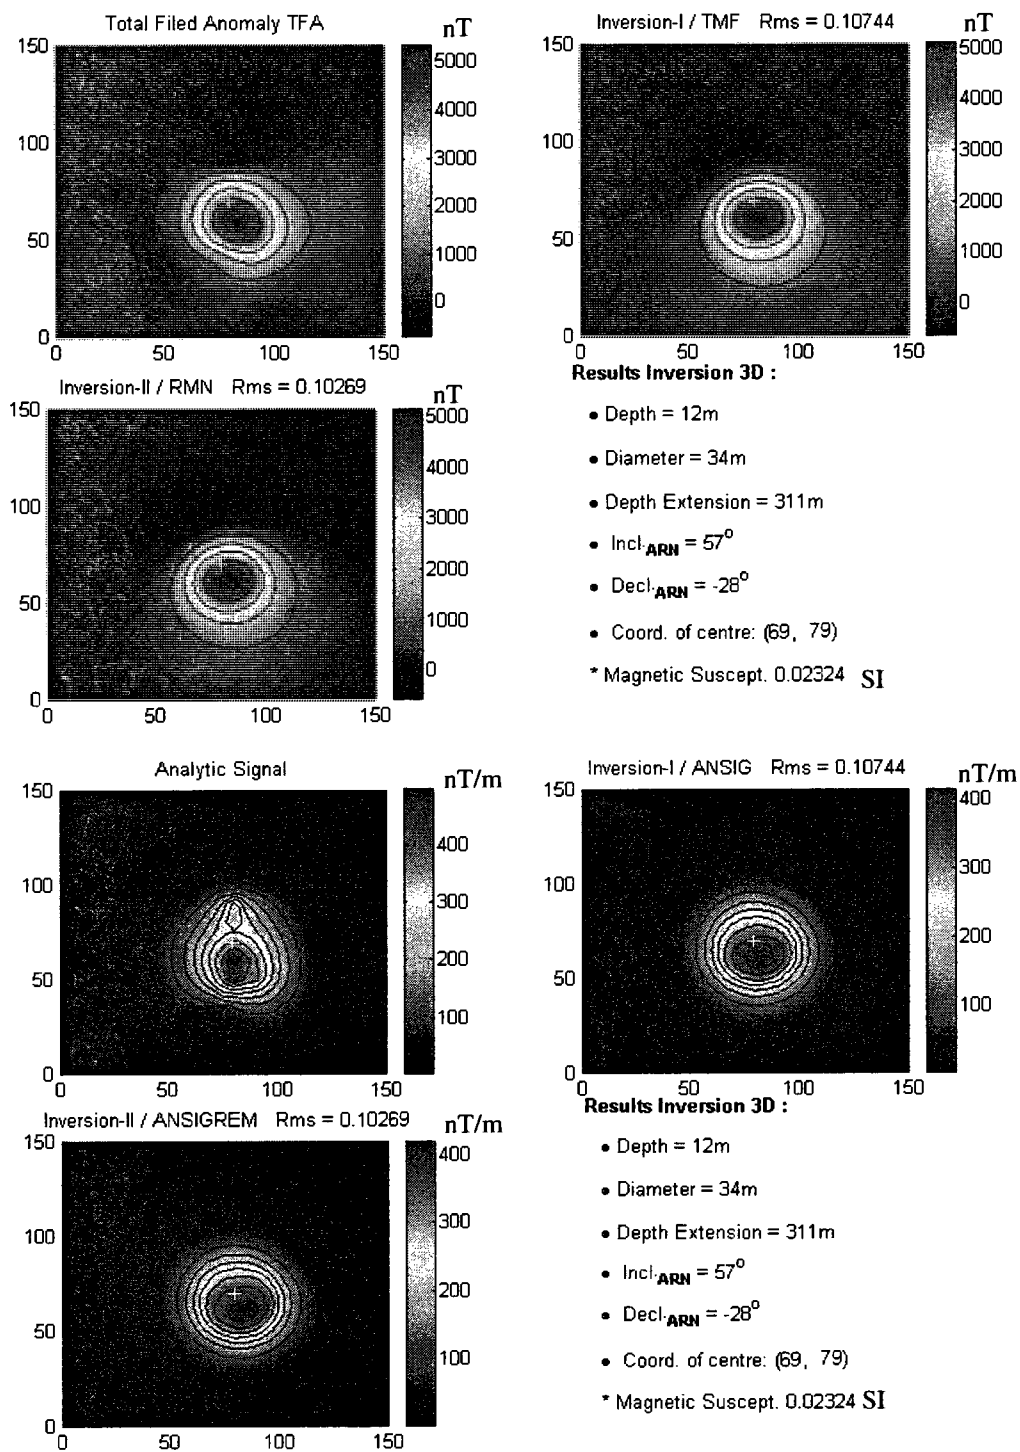 Total Filed Anomaly TFA
nT
150
100
50
0
0
50
100
150
5000
4000
3000
2000
1000
0
Inversion-I / TMF Rms = 0.10744
nT
150
100
50
0
0
50
100
150
5000
4000
3000
2000
1000
0
Inversion-II / RMN Rms = 0.10269
nT
150
100
50
0
0
50
100
150
5000
4000
3000
2000
1000
0
Results Inversion 3D :
• Depth = 12m
• Diameter = 34m
• Depth Extension = 311m
• Incl.ARN = 57°
• Decl.ARN = -28°
• Coord. of centre: (69, 79)
* Magnetic Suscept. 0.02324 SI
Analytic Signal
nT/m
150
100
50
0
0
50
100
150
400
300
200
100
Inversion-I / ANSIG Rms = 0.10744
nT/m
150
100
50
0
0
50
100
150
400
300
200
100
Inversion-II / ANSIGREM Rms = 0.10269
nT/m
150
100
50
0
0
50
100
150
400
300
200
100
Results Inversion 3D :
• Depth = 12m
• Diameter = 34m
• Depth Extension = 311m
• Incl.ARN = 57°
• Decl.ARN = -28°
• Coord. of centre: (69, 79)
* Magnetic Suscept. 0.02324 SI